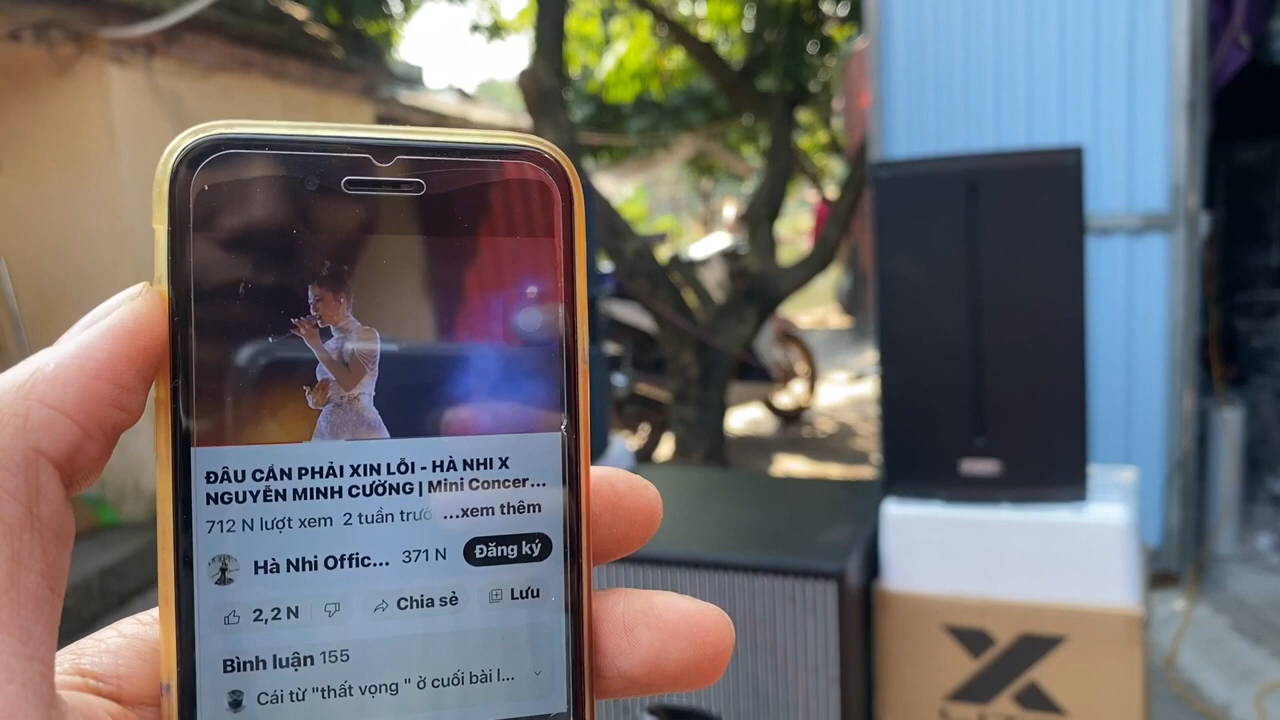 ĐÂU CẦN PHẢI XIN LỖI - HÀ NHI X
NGUYỄN MINH CƯỜNG | Mini Concer...
712 N lượt xem 2 tuần trướ ...xem thêm
Hà Nhi Offic... 371 N Đăng ký
2,2 N Chia sẻ Lưu
Bình luận 155
Cái từ "thất vọng " ở cuối bài l...
X